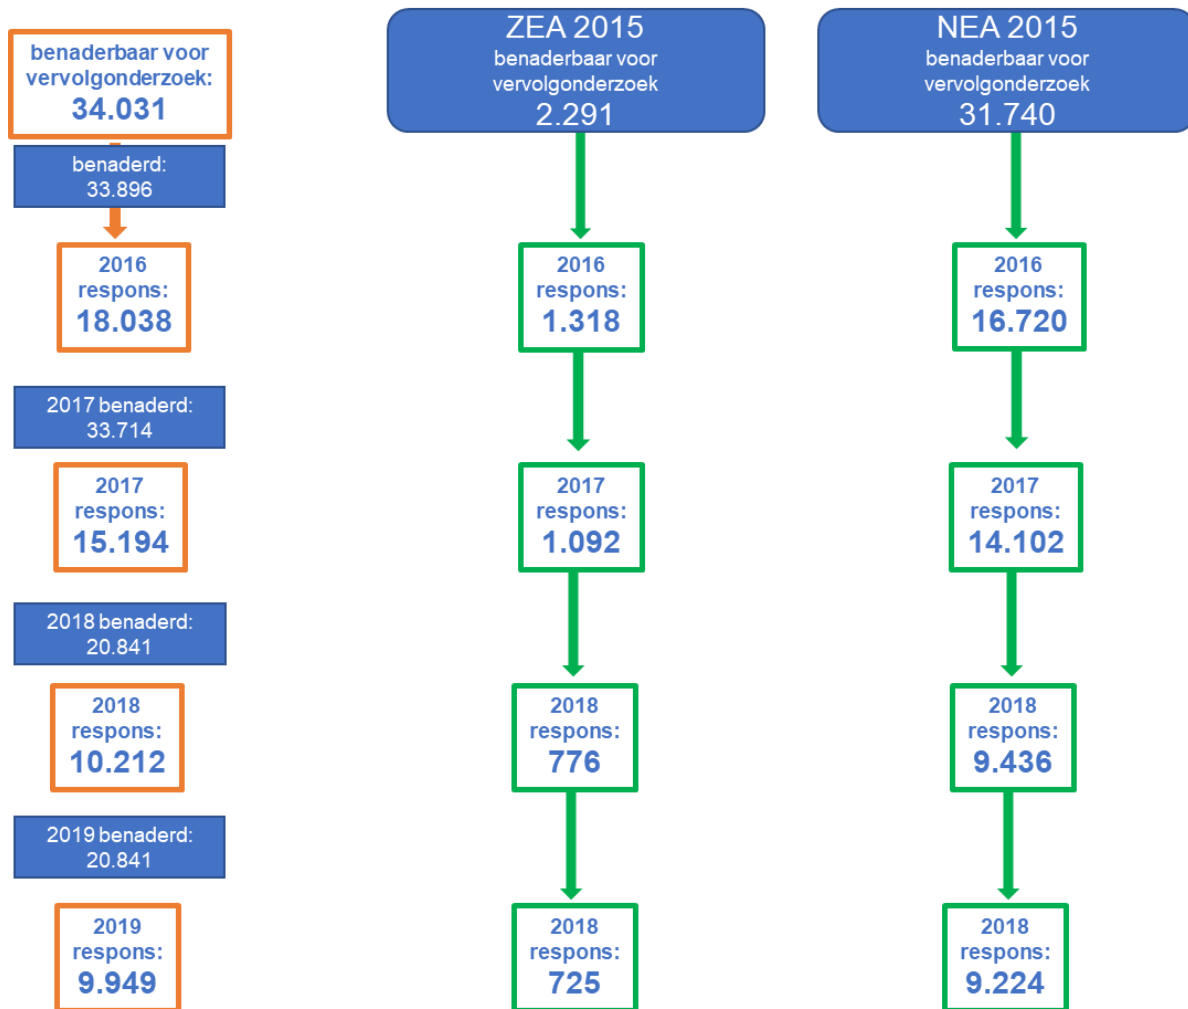 benaderbaar voor
vervolgonderzoek:
34.031
ZEA 2015
benaderbaar voor
vervolgonderzoek
2.291
NEA 2015
benaderbaar voor
vervolgonderzoek
31.740
benaderd:
33.896
2016
respons:
18.038
2016
respons:
1.318
2016
respons:
16.720
2017 benaderd:
33.714
2017
respons:
15.194
2017
respons:
1.092
2017
respons:
14.102
2018 benaderd:
20.841
2018
respons:
10.212
2018
respons:
776
2018
respons:
9.436
2019 benaderd:
20.841
2019
respons:
9.949
2018
respons:
725
2018
respons:
9.224